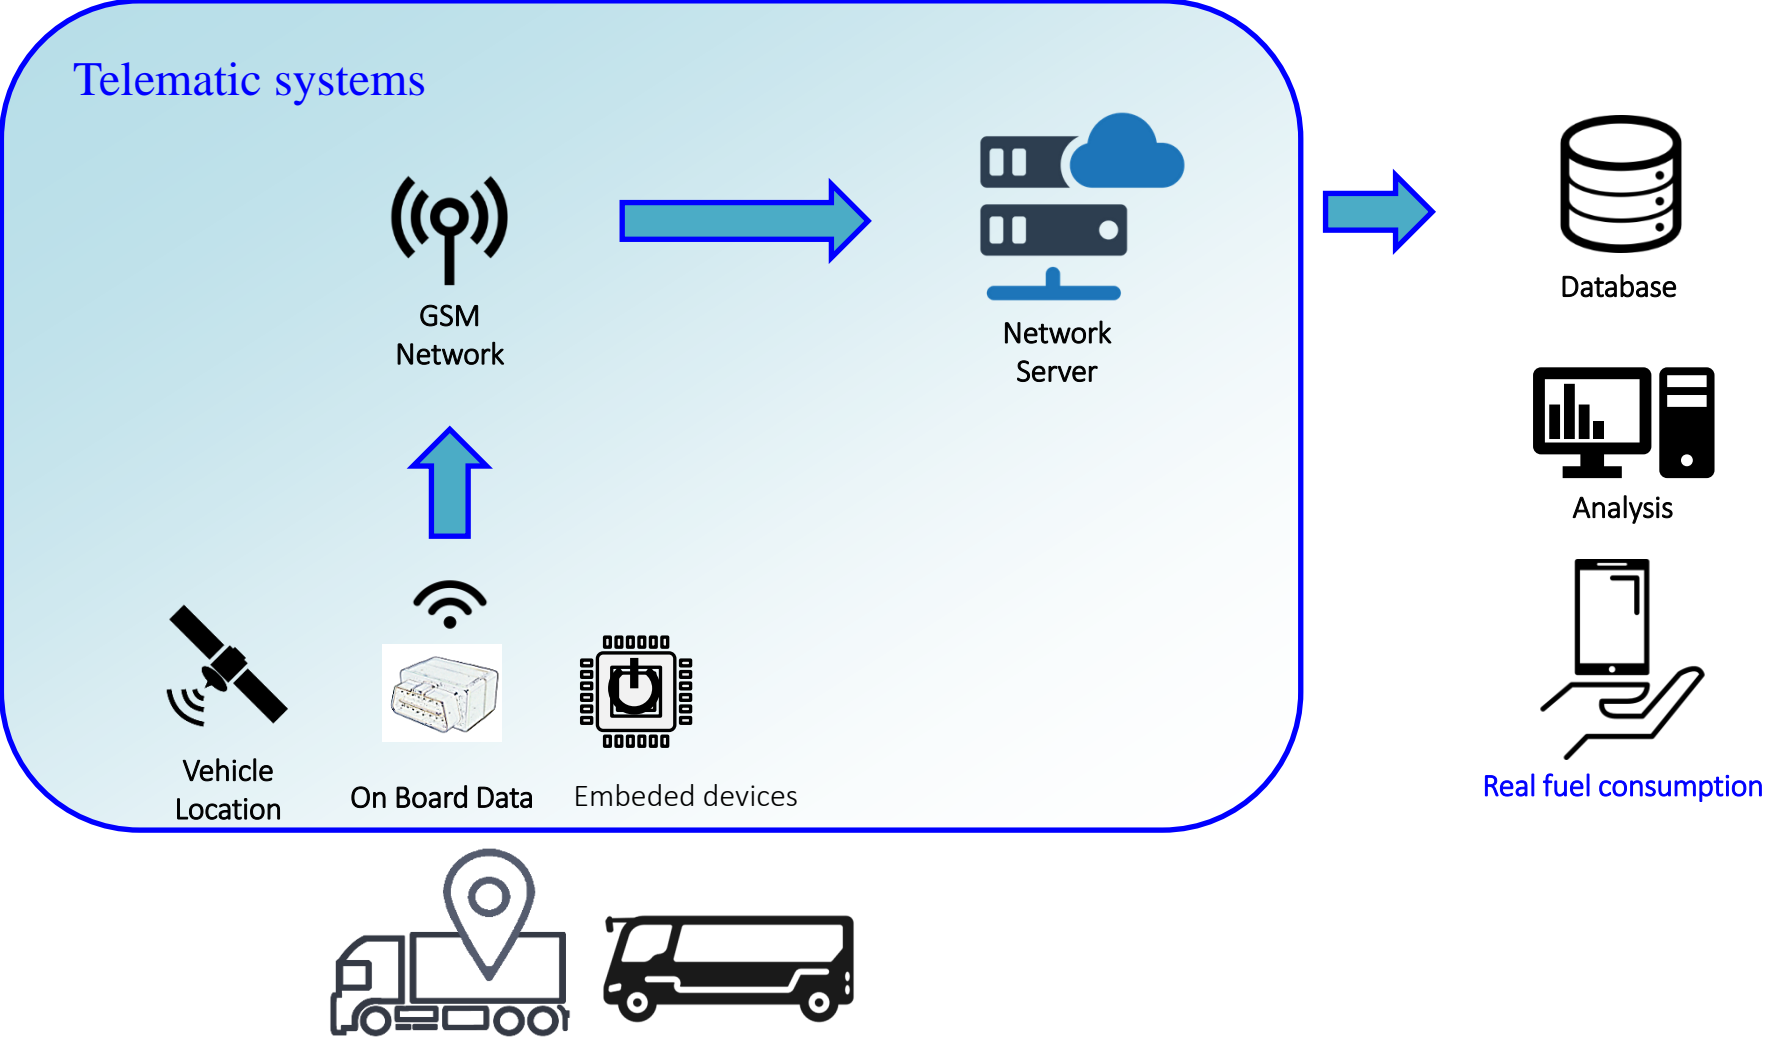 Telematic systems
GSM
Network
Network
Server
Database
Analysis
Vehicle
Location
On Board Data
Embeded devices
Real fuel consumption